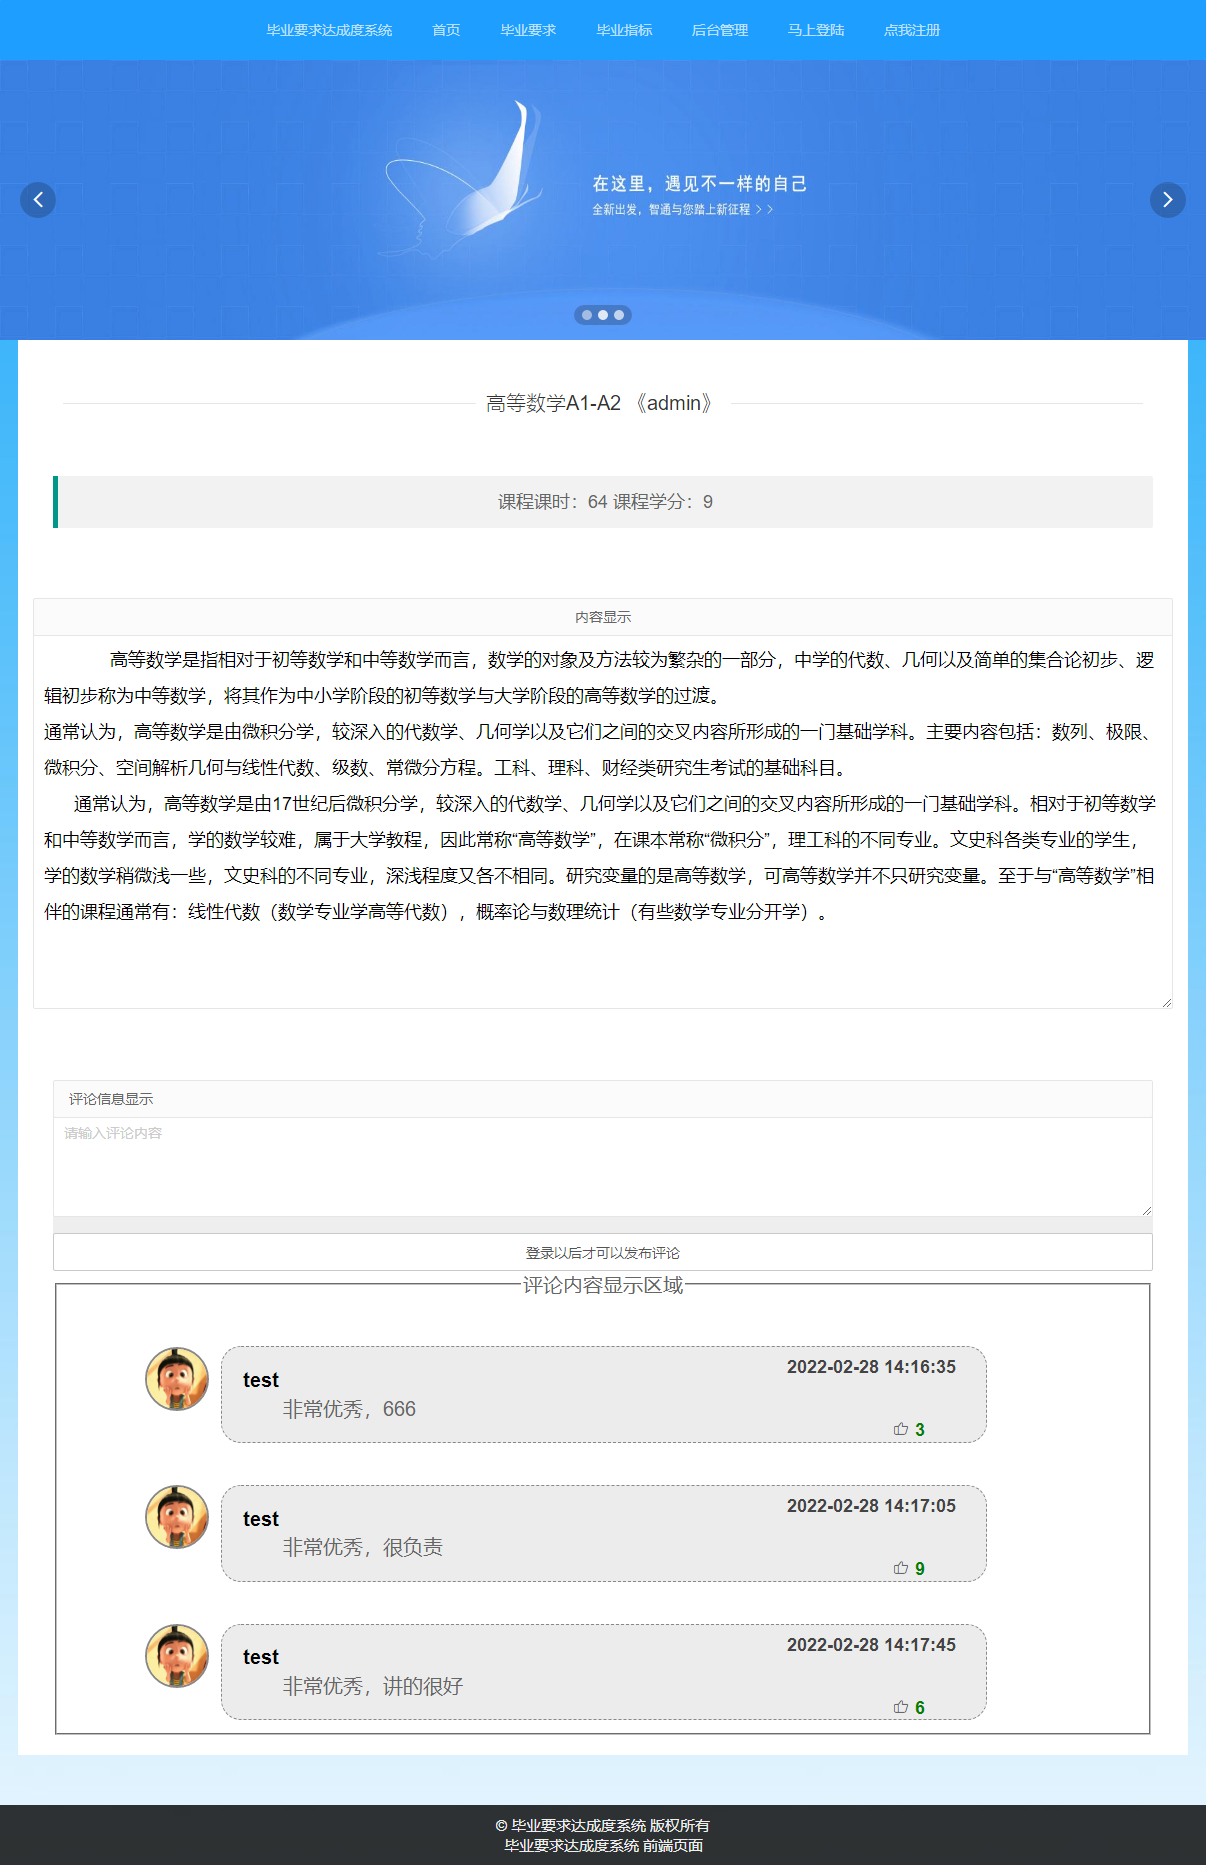 毕业要求达成度系统 首页 毕业要求 毕业指标 后台管理 马上登陆 点我注册
在这里，遇见不一样的自己
全新出发，智通与您踏上新征程 > >
高等数学A1-A2 《admin》
课程课时：64 课程学分：9
内容显示
高等数学是指相对于初等数学和中等数学而言，数学的对象及方法较为繁杂的一部分，中学的代数、几何以及简单的集合论初步、逻
辑初步称为中等数学，将其作为中小学阶段的初等数学与大学阶段的高等数学的过渡。
通常认为，高等数学是由微积分学，较深入的代数学、几何学以及它们之间的交叉内容所形成的一门基础学科。主要内容包括：数列、极限、
微积分、空间解析几何与线性代数、级数、常微分方程。工科、理科、财经类研究生考试的基础科目。
通常认为，高等数学是由17世纪后微积分学，较深入的代数学、几何学以及它们之间的交叉内容所形成的一门基础学科。相对于初等数学
和中等数学而言，学的数学较难，属于大学教程，因此常称“高等数学”，在课本常称“微积分”，理工科的不同专业。文史科各类专业的学生，
学的数学稍微浅一些，文史科的不同专业，深浅程度又各不相同。研究变量的是高等数学，可高等数学并不只研究变量。至于与“高等数学”相
伴的课程通常有：线性代数（数学专业学高等代数），概率论与数理统计（有些数学专业分开学）。
评论信息显示
请输入评论内容
登录以后才可以发布评论
评论内容显示区域
2022-02-28 14:16:35
test
非常优秀，666
3
2022-02-28 14:17:05
test
非常优秀，很负责
9
2022-02-28 14:17:45
test
非常优秀，讲的很好
6
© 毕业要求达成度系统 版权所有
毕业要求达成度系统 前端页面